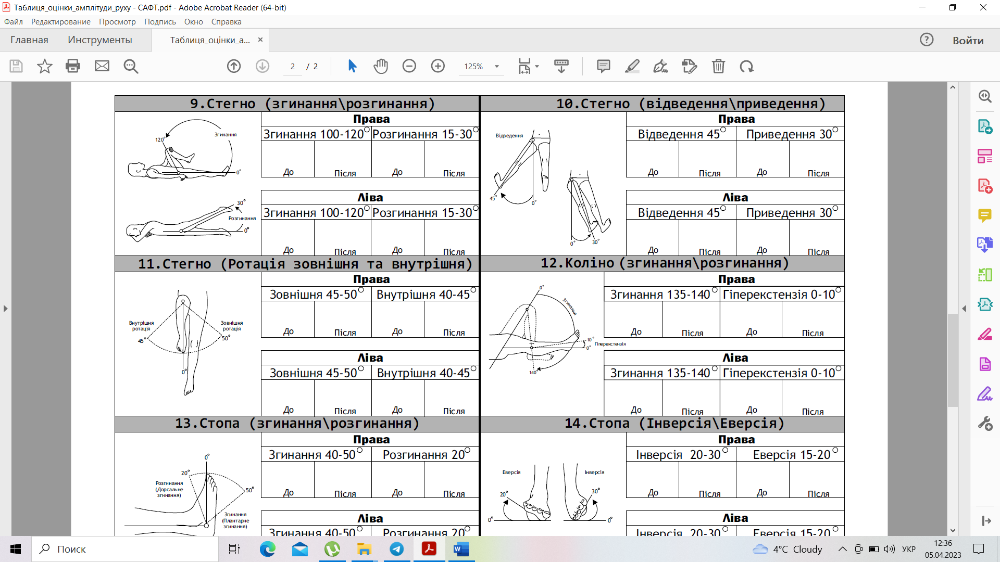 Таблиця_оцінки_амплітуди_руху - САФТ.pdf - Adobe Acrobat Reader (64-bit)
Файл Редактирование Просмотр Подпись Окно Справка
Главная Инструменты Таблиця_оцінки_а... × Войти
2 / 2 125%
9.Стегно (згинання\розгинання)
Згинання
120°
0°
30°
Розгинання
0°
Права
Згинання 100-120° Розгинання 15-30°
До Після До Після
Ліва
Згинання 100-120° Розгинання 15-30°
До Після До Після
10.Стегно (відведення\приведення)
Відведення
45°
0°
0° 30°
Права
Відведення 45° Приведення 30°
До Після До Після
Ліва
Відведення 45° Приведення 30°
До Після До Після
11.Стегно (Ротація зовнішня та внутрішня)
Внутрішня
ротація
45°
Зовнішня
ротація
50°
0°
Права
Зовнішня 45-50° Внутрішня 40-45°
До Після До Після
Ліва
Зовнішня 45-50° Внутрішня 40-45°
До Після До Після
12.Коліно (згинання\розгинання)
0°
Згинання
10°
0°
Гіперекстензія
140°
Права
Згинання 135-140° Гіперекстензія 0-10°
До Після До Після
Ліва
Згинання 135-140° Гіперекстензія 0-10°
До Після До Після
13.Стопа (згинання\розгинання)
0°
20°
Розгинання
(Дорсальне
згинання)
50°
Згинання
(Плантарне
згинання)
Права
Згинання 40-50° Розгинання 20°
До Після До Після
Ліва
Згинання 40-50° Розгинання 20°
14.Стопа (Інверсія\Еверсія)
Еверсія
20°
0°
Інверсія
30°
0°
Права
Інверсія 20-30° Еверсія 15-20°
До Після До Після
Ліва
Інверсія 20-30° Еверсія 15-20°
Поиск
4°C Cloudy
УКР
12:36
05.04.2023